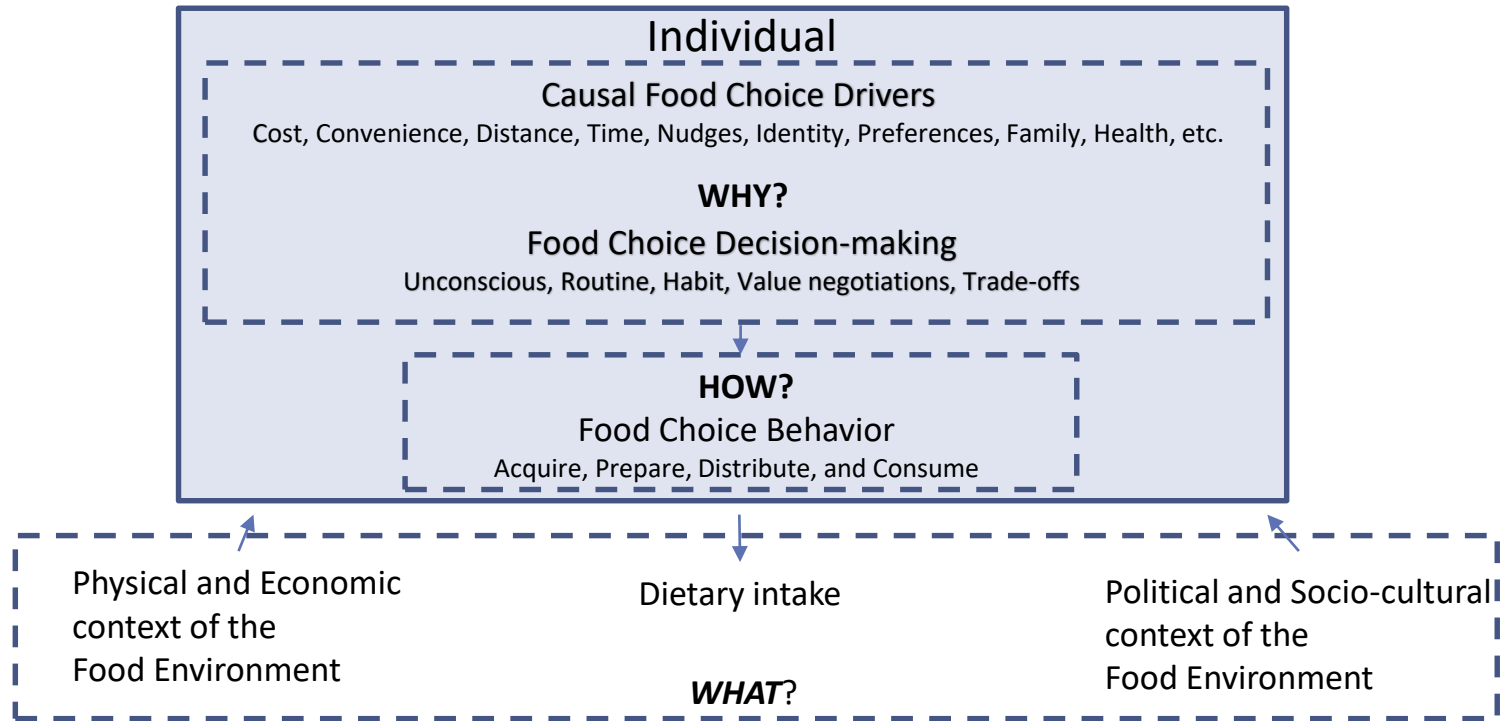 Individual
Causal Food Choice Drivers
Cost, Convenience, Distance, Time, Nudges, Identity, Preferences, Family, Health, etc.
WHY?
Food Choice Decision-making
Unconscious, Routine, Habit, Value negotiations, Trade-offs
HOW?
Food Choice Behavior
Acquire, Prepare, Distribute, and Consume
Physical and Economic
context of the
Food Environment
Dietary intake
WHAT?
Political and Socio-cultural
context of the
Food Environment